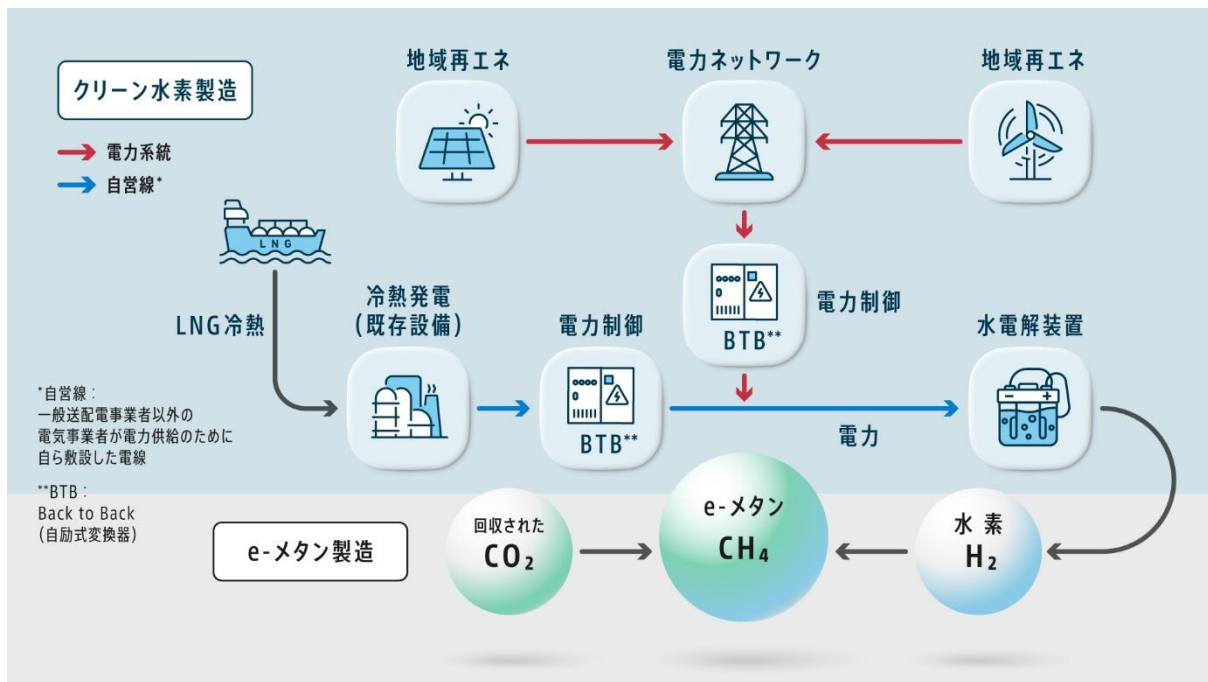 クリーン水素製造
電力系統
自営線*
地域再エネ
電力ネットワーク
地域再エネ
LNG
LNG冷熱
冷熱発電
(既存設備)
電力制御
BTB**
電力制御
BTB**
電力
水電解装置
*自営線：
一般送配電事業者以外の
電気事業者が電力供給のために
自ら敷設した電線
**BTB：
Back to Back
(自励式変換器)
e-メタン製造
回収された
CO₂
e-メタン
CH₄
水素
H₂